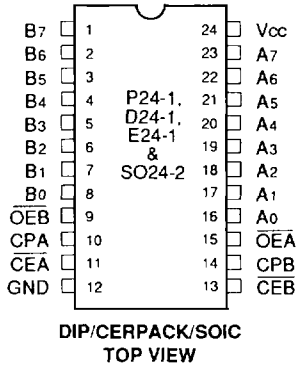 B7 1 24 Vcc
B6 2 23 A7
B5 3 22 A6
B4 4 P24-1, 21 A5
B3 5 D24-1, 20 A4
B2 6 E24-1 19 A3
B1 7 & 18 A2
B0 8 SO24-2 17 A1
OEB 9 16 A0
CPA 10 15 OEA
CEA 11 14 CPB
GND 12 13 CEB
DIP/CERPACK/SOIC
TOP VIEW